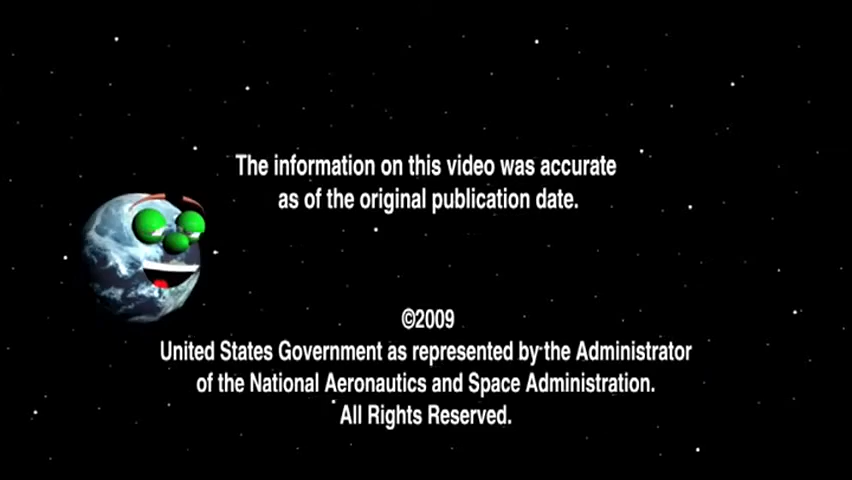 The information on this video was accurate
as of the original publication date.
©2009
United States Government as represented by the Administrator
of the National Aeronautics and Space Administration.
All Rights Reserved.